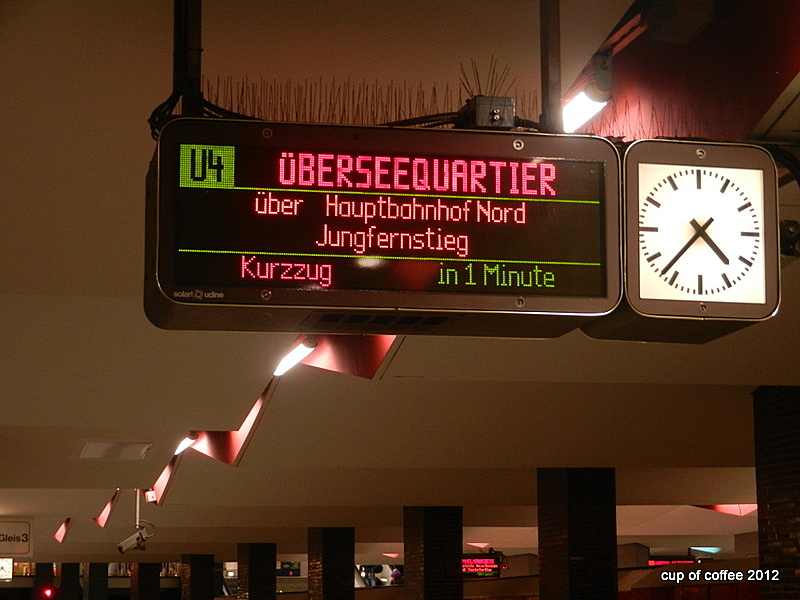 U4 ÜBERSEEQUARTIER
über Hauptbahnhof Nord
Jungfernstieg
Kurzzug in 1 Minute
solari udine
Gleis 3
cup of coffee 2012